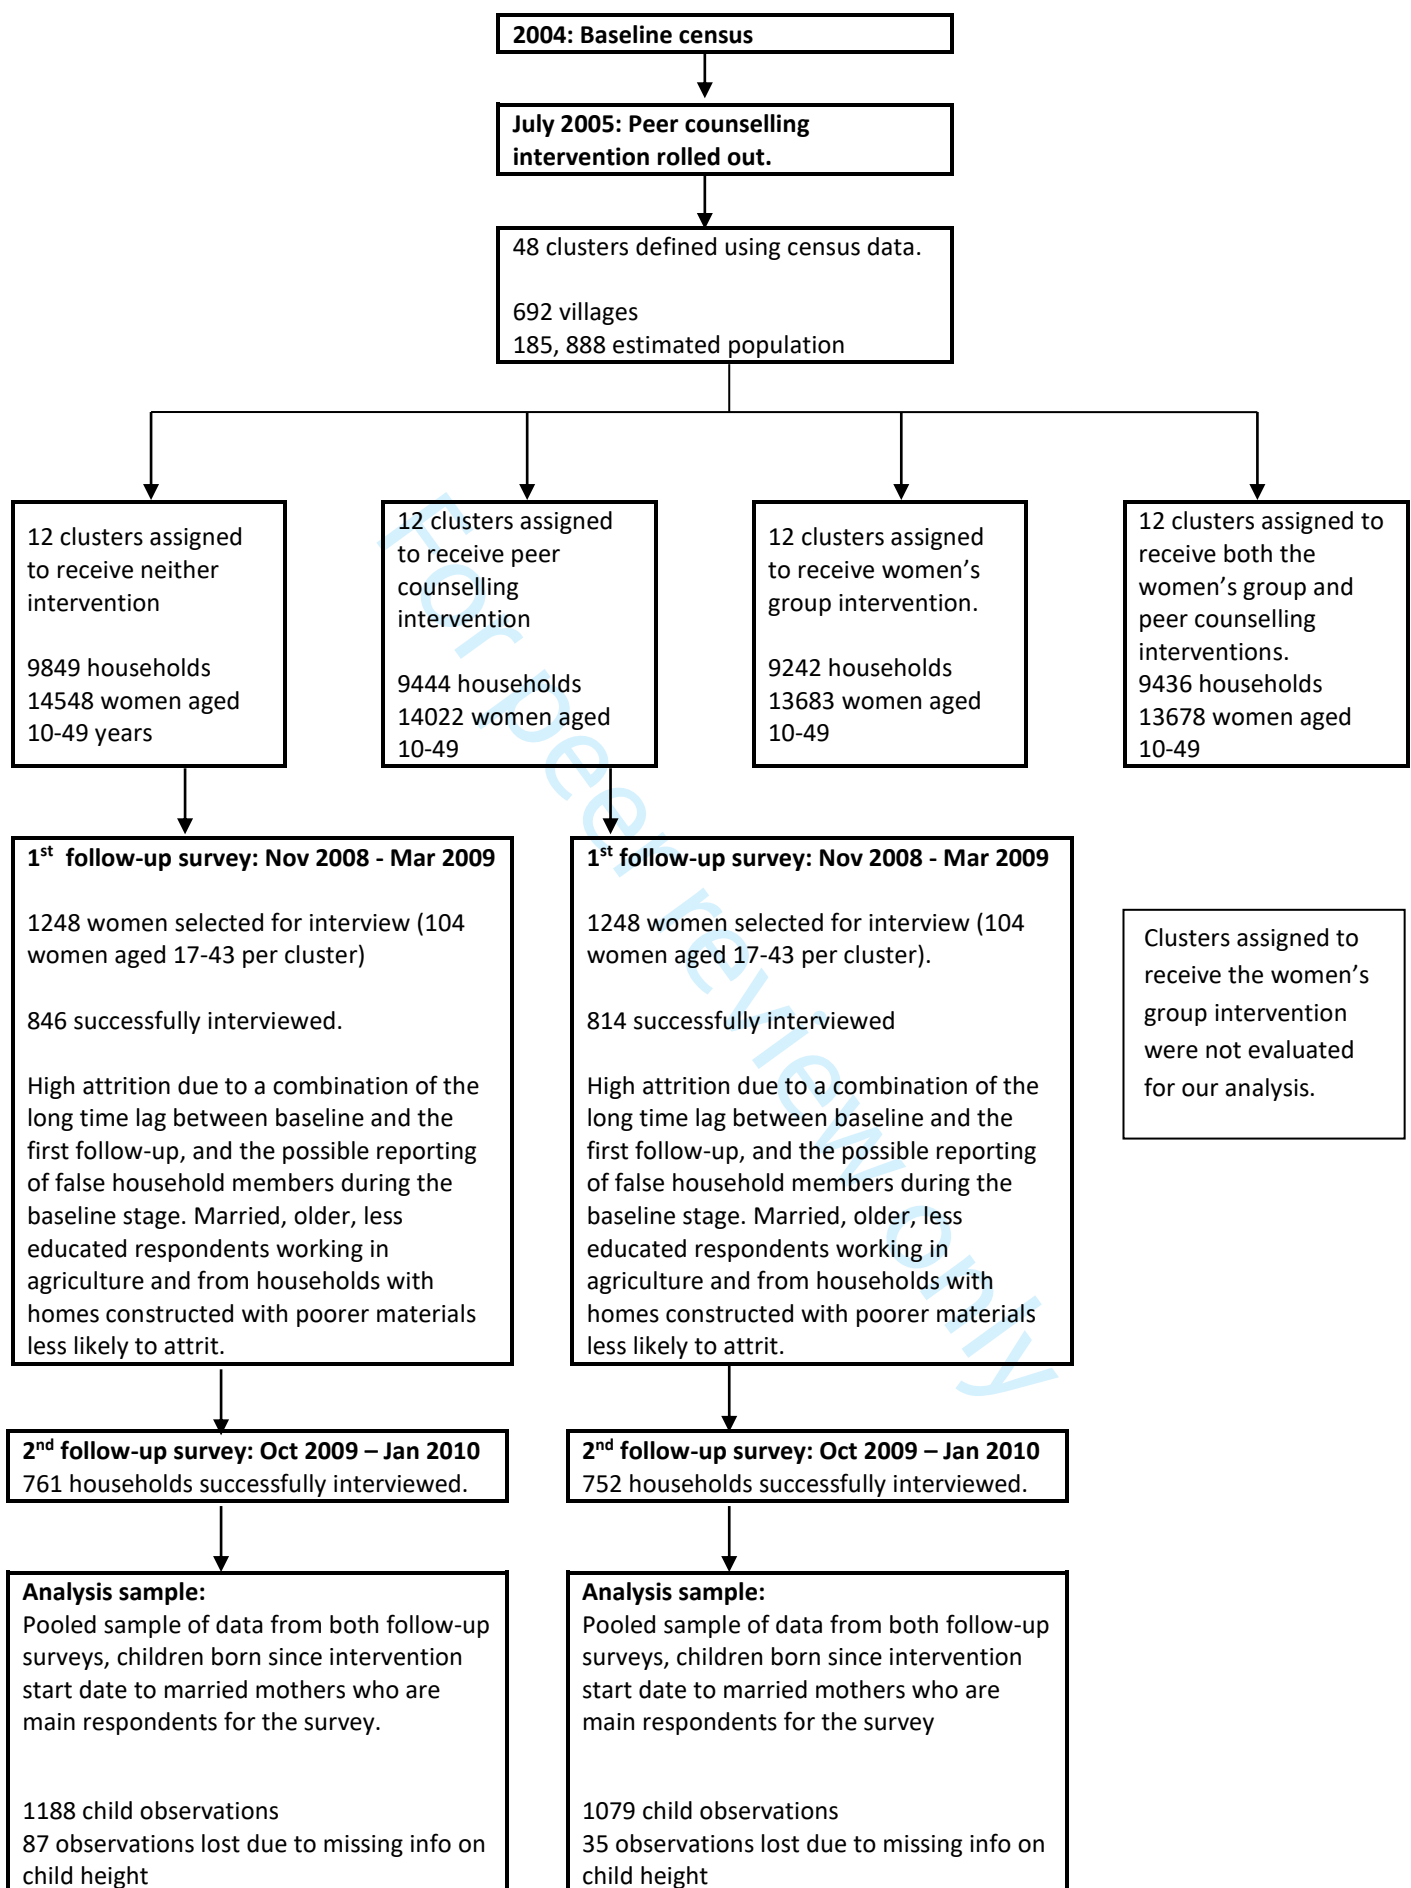 2004: Baseline census
July 2005: Peer counselling
intervention rolled out.
48 clusters defined using census data.
692 villages
185, 888 estimated population
12 clusters assigned
to receive neither
intervention
9849 households
14548 women aged
10-49 years
12 clusters assigned
to receive peer
counselling
intervention
9444 households
14022 women aged
10-49
12 clusters assigned
to receive women’s
group intervention.
9242 households
13683 women aged
10-49
12 clusters assigned to
receive both the
women’s group and
peer counselling
interventions.
9436 households
13678 women aged
10-49
1st follow-up survey: Nov 2008 - Mar 2009
1248 women selected for interview (104
women aged 17-43 per cluster)
846 successfully interviewed.
High attrition due to a combination of the
long time lag between baseline and the
first follow-up, and the possible reporting
of false household members during the
baseline stage. Married, older, less
educated respondents working in
agriculture and from households with
homes constructed with poorer materials
less likely to attrit.
1st follow-up survey: Nov 2008 - Mar 2009
1248 women selected for interview (104
women aged 17-43 per cluster).
814 successfully interviewed
High attrition due to a combination of the
long time lag between baseline and the
first follow-up, and the possible reporting
of false household members during the
baseline stage. Married, older, less
educated respondents working in
agriculture and from households with
homes constructed with poorer materials
less likely to attrit.
Clusters assigned to
receive the women’s
group intervention
were not evaluated
for our analysis.
2nd follow-up survey: Oct 2009 – Jan 2010
761 households successfully interviewed.
2nd follow-up survey: Oct 2009 – Jan 2010
752 households successfully interviewed.
Analysis sample:
Pooled sample of data from both follow-up
surveys, children born since intervention
start date to married mothers who are
main respondents for the survey.
1188 child observations
87 observations lost due to missing info on
child height
Analysis sample:
Pooled sample of data from both follow-up
surveys, children born since intervention
start date to married mothers who are
main respondents for the survey
1079 child observations
35 observations lost due to missing info on
child height
For peer review only